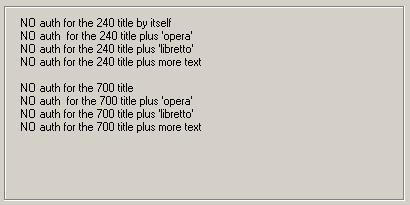 NO auth for the 240 title by itself
NO auth  for the 240 title plus 'opera'
NO auth for the 240 title plus 'libretto'
NO auth for the 240 title plus more text

NO auth for the 700 title
NO auth  for the 700 title plus 'opera'
NO auth for the 700 title plus 'libretto'
NO auth for the 700 title plus more text